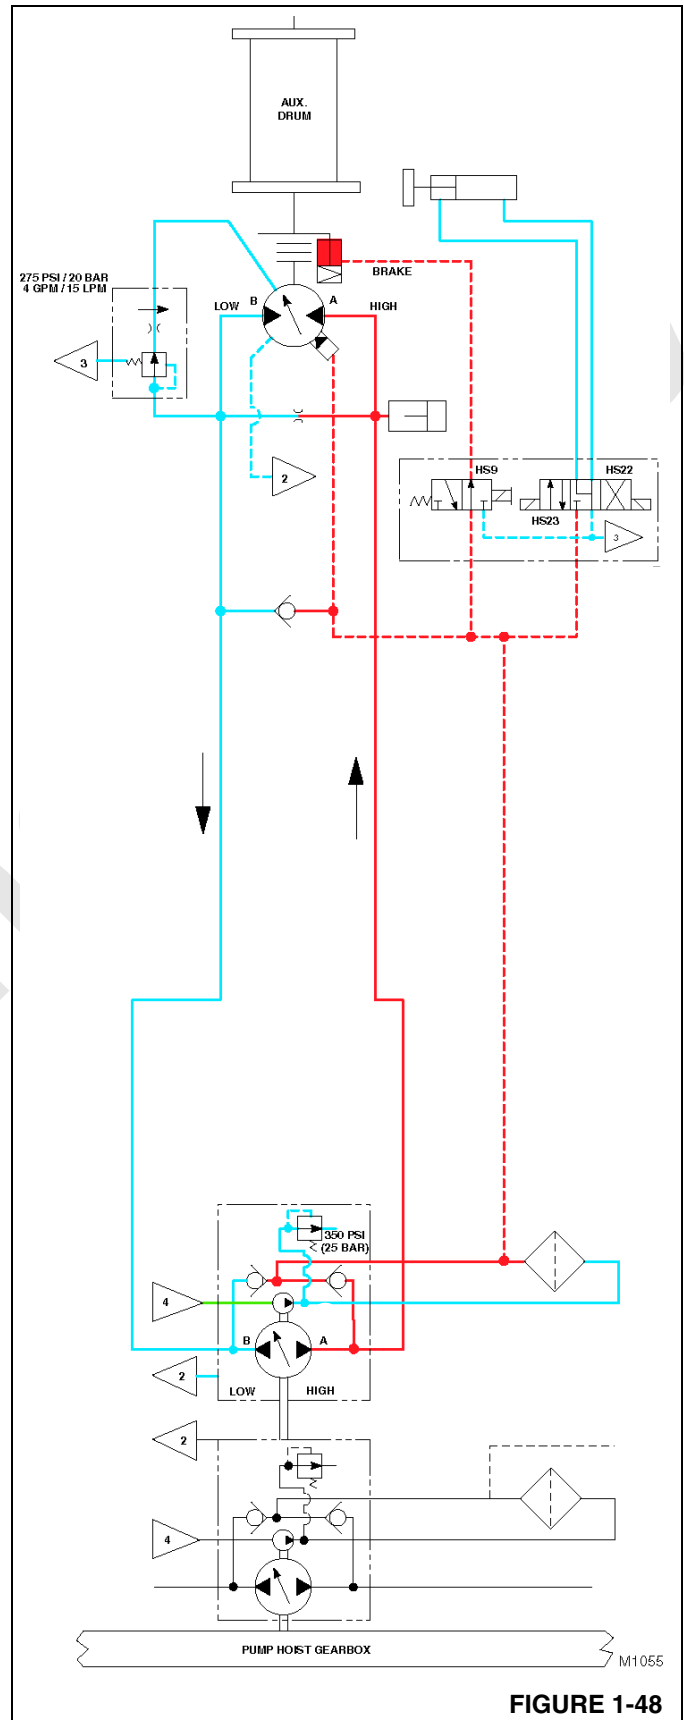 AUX.
DRUM
275 PSI / 20 BAR
4 GPM / 15 LPM
BRAKE
LOW
B
A
HIGH
3
2
HS9
HS22
HS23
3
350 PSI
(25 BAR)
4
B
A
2
LOW
HIGH
2
4
PUMP HOIST GEARBOX
M1055
FIGURE 1-48